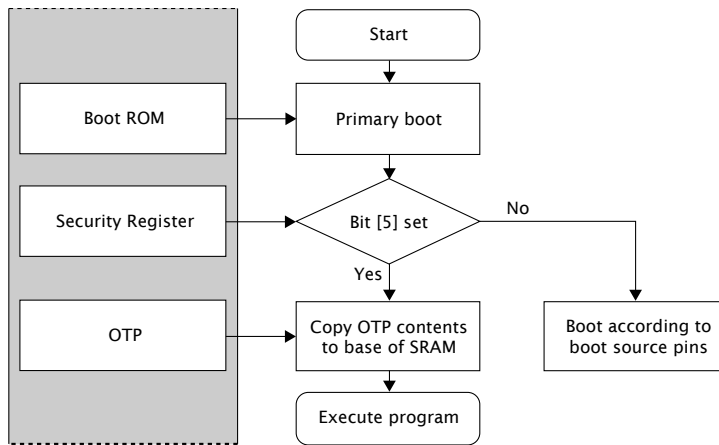 Start
Boot ROM
Primary boot
Security Register
Bit [5] set
No
Yes
OTP
Copy OTP contents
to base of SRAM
Boot according to
boot source pins
Execute program